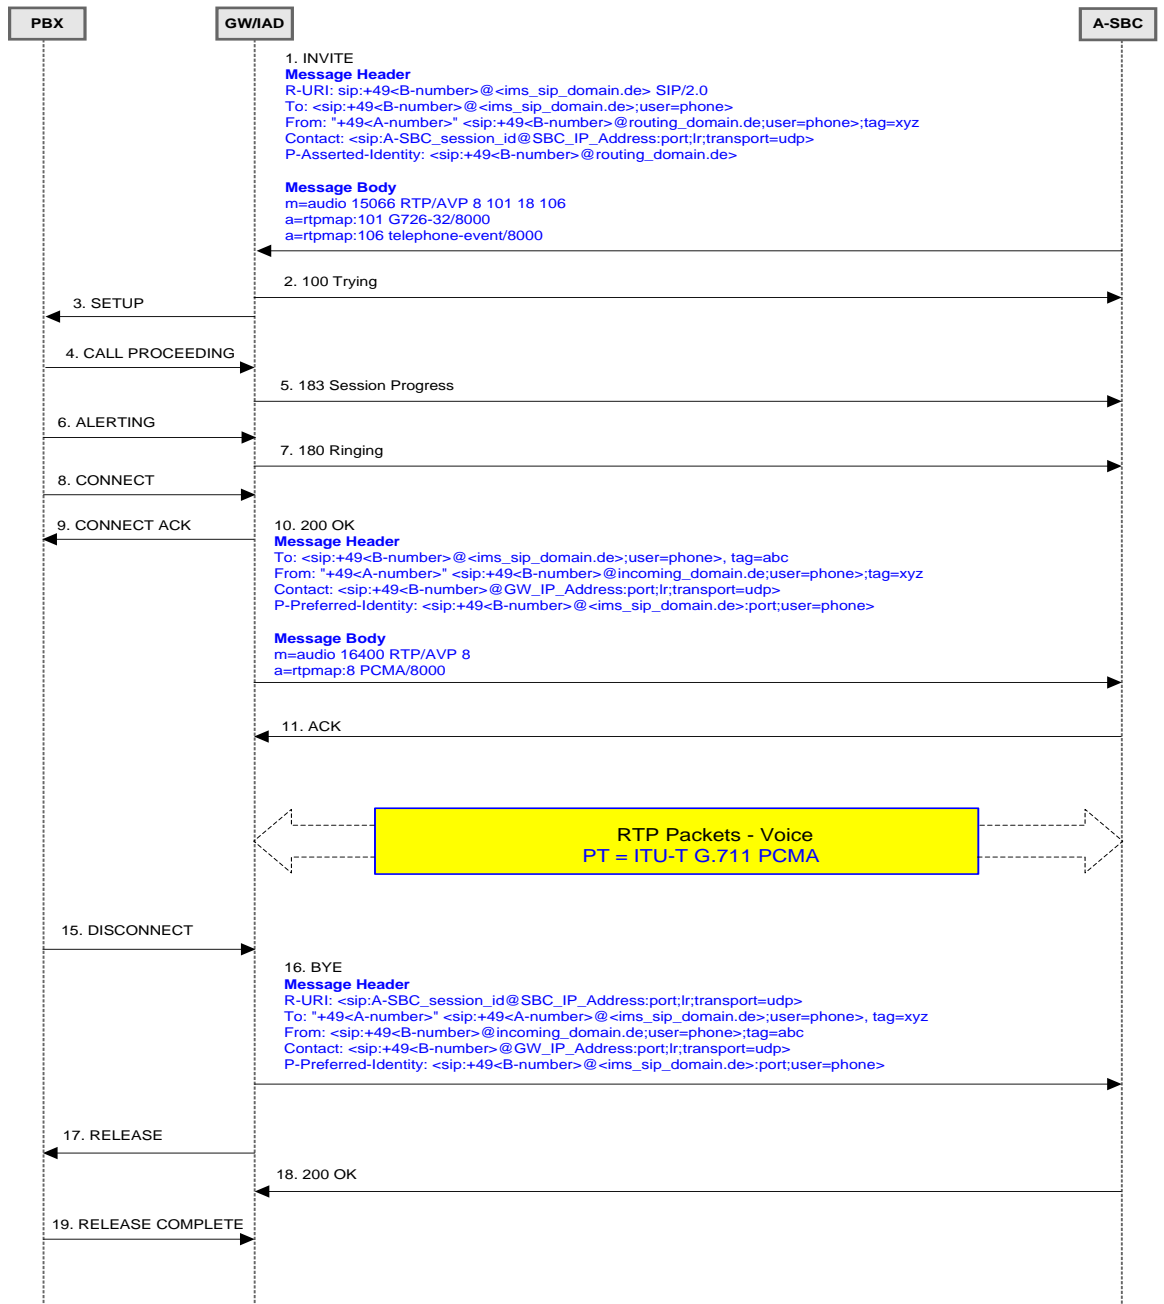 PBX
GW/IAD
A-SBC
1. INVITE
Message Header
R-URI: sip:+49<B-number>@<ims_sip_domain.de> SIP/2.0
To: <sip:+49<B-number>@<ims_sip_domain.de>;user=phone>
From: "+49<A-number>" <sip:+49<B-number>@routing_domain.de;user=phone>;tag=xyz
Contact: <sip:A-SBC_session_id@SBC_IP_Address:port;lr;transport=udp>
P-Asserted-Identity: <sip:+49<B-number>@routing_domain.de>
Message Body
m=audio 15066 RTP/AVP 8 101 18 106
a=rtpmap:101 G726-32/8000
a=rtpmap:106 telephone-event/8000
2. 100 Trying
3. SETUP
4. CALL PROCEEDING
5. 183 Session Progress
6. ALERTING
7. 180 Ringing
8. CONNECT
9. CONNECT ACK
10. 200 OK
Message Header
To: <sip:+49<B-number>@<ims_sip_domain.de>;user=phone>, tag=abc
From: "+49<A-number>" <sip:+49<B-number>@incoming_domain.de;user=phone>;tag=xyz
Contact: <sip:+49<B-number>@GW_IP_Address:port;lr;transport=udp>
P-Preferred-Identity: <sip:+49<B-number>@<ims_sip_domain.de>:port;user=phone>
Message Body
m=audio 16400 RTP/AVP 8
a=rtpmap:8 PCMA/8000
11. ACK
RTP Packets - Voice
PT = ITU-T G.711 PCMA
15. DISCONNECT
16. BYE
Message Header
R-URI: <sip:A-SBC_session_id@SBC_IP_Address:port;lr;transport=udp>
To: "+49<A-number>" <sip:+49<A-number>@<ims_sip_domain.de>;user=phone>, tag=xyz
From: <sip:+49<B-number>@incoming_domain.de;user=phone>;tag=abc
Contact: <sip:+49<B-number>@GW_IP_Address:port;lr;transport=udp>
P-Preferred-Identity: <sip:+49<B-number>@<ims_sip_domain.de>:port;user=phone>
17. RELEASE
18. 200 OK
19. RELEASE COMPLETE